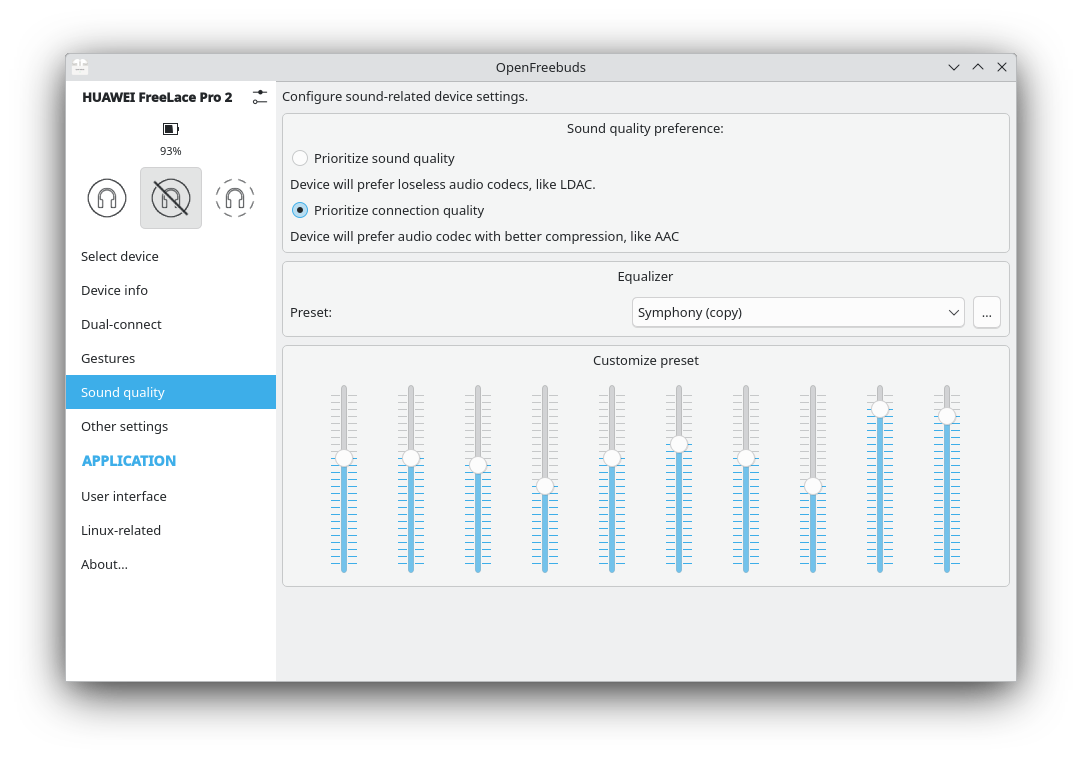 OpenFreebuds
HUAWEI FreeLace Pro 2
93%
Select device
Device info
Dual-connect
Gestures
Sound quality
Other settings
APPLICATION
User interface
Linux-related
About...
Configure sound-related device settings.
Sound quality preference:
Prioritize sound quality
Device will prefer loseless audio codecs, like LDAC.
Prioritize connection quality
Device will prefer audio codec with better compression, like AAC
Equalizer
Preset:
Symphony (copy)
...
Customize preset